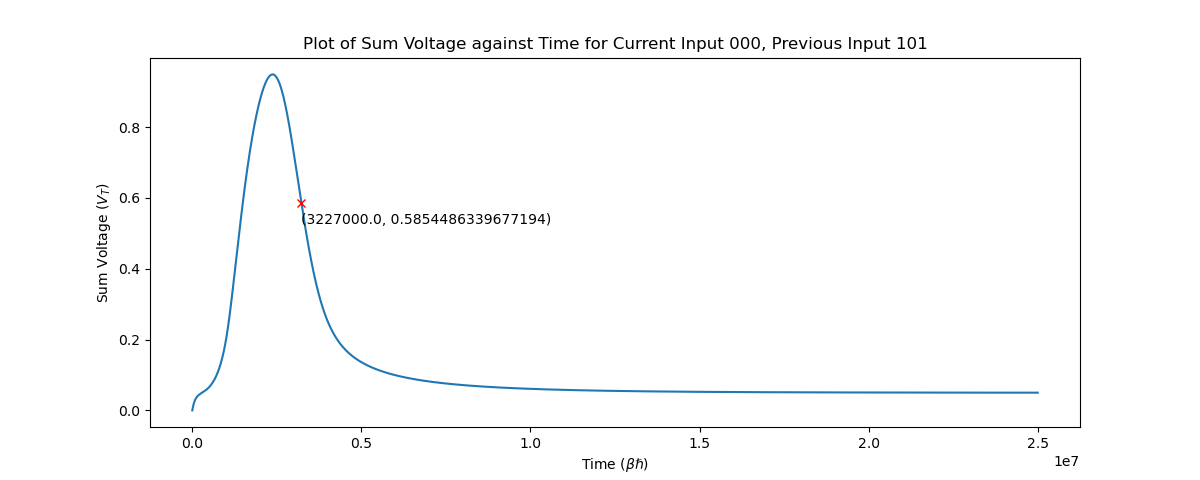 Plot of Sum Voltage against Time for Current Input 000, Previous Input 101
Sum Voltage (V_T)
0.8
0.6
0.4
0.2
0.0
(3227000.0, 0.5854486339677194)
0.0 0.5 1.0 1.5 2.0 2.5
1e7
Time (βℏ)